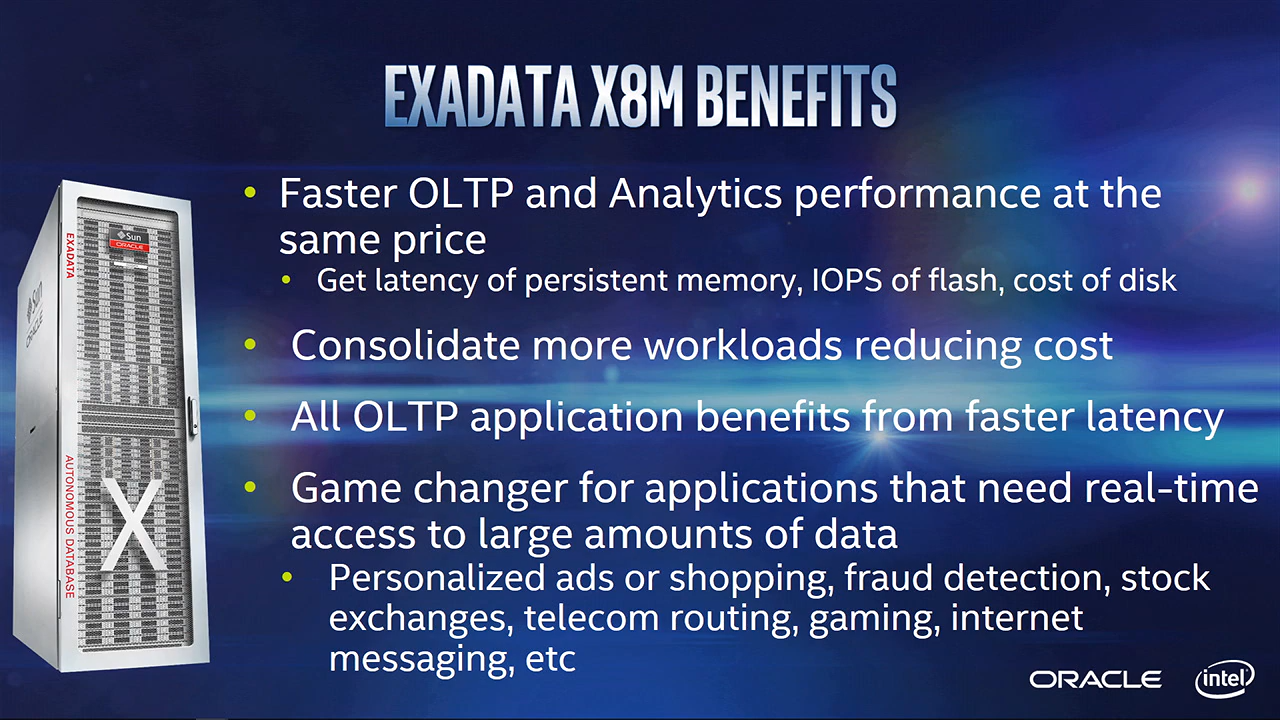 EXADATA X8M BENEFITS
• Faster OLTP and Analytics performance at the
same price
• Get latency of persistent memory, IOPS of flash, cost of disk
• Consolidate more workloads reducing cost
• All OLTP application benefits from faster latency
• Game changer for applications that need real-time
access to large amounts of data
• Personalized ads or shopping, fraud detection, stock
exchanges, telecom routing, gaming, internet
messaging, etc
Sun
ORACLE
EXADATA
Sun
ORACLE
AUTONOMOUS DATABASE
X
ORACLE
intel